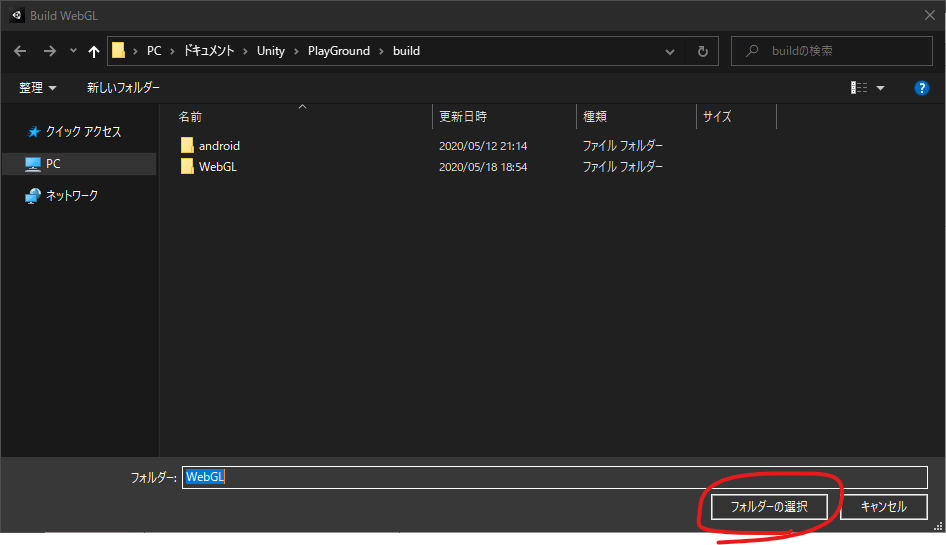 Build WebGL
PC > ドキュメント > Unity > PlayGround > build
buildの検索
整理 新しいフォルダー
?
名前 更新日時 種類 サイズ
クイック アクセス
PC
ネットワーク
android 2020/05/12 21:14 ファイル フォルダー
WebGL 2020/05/18 18:54 ファイル フォルダー
フォルダー: WebGL
フォルダーの選択 キャンセル